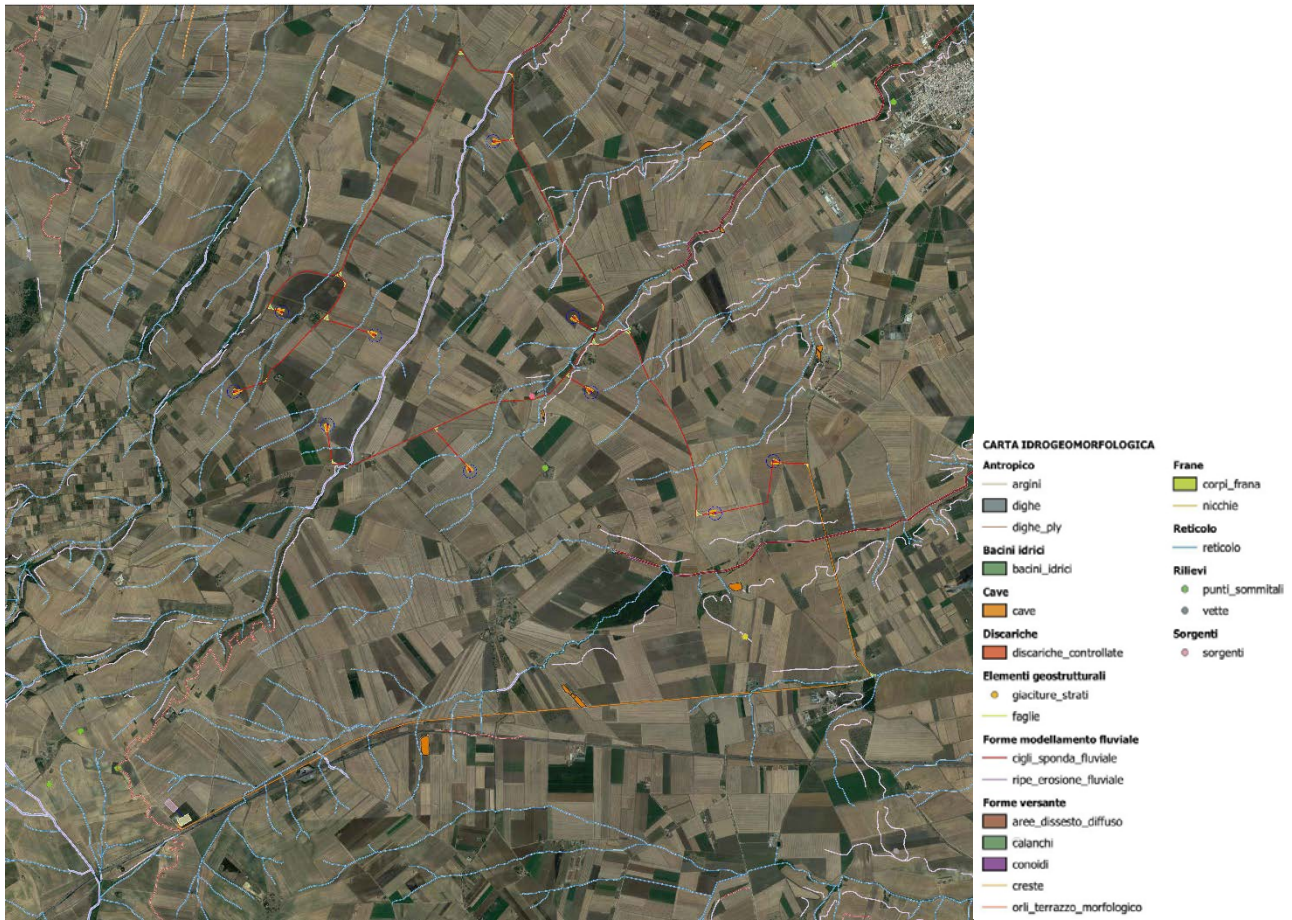 CARTA IDROGEOMORFOLOGICA
Antropico
argini
dighe
dighe_ply
Bacini idrici
bacini_idrici
Cave
cave
Discariche
discariche_controllate
Elementi geostrutturali
giaciture_strati
faglie
Forme modellamento fluviale
cigli_sponda_fluviale
ripe_erosione_fluviale
Forme versante
aree_dissesto_diffuso
calanchi
conoidi
creste
orli_terrazzo_morfologico
Frane
corpi_frana
nicchie
Reticolo
reticolo
Rilievi
punti_sommitali
vette
Sorgenti
sorgenti